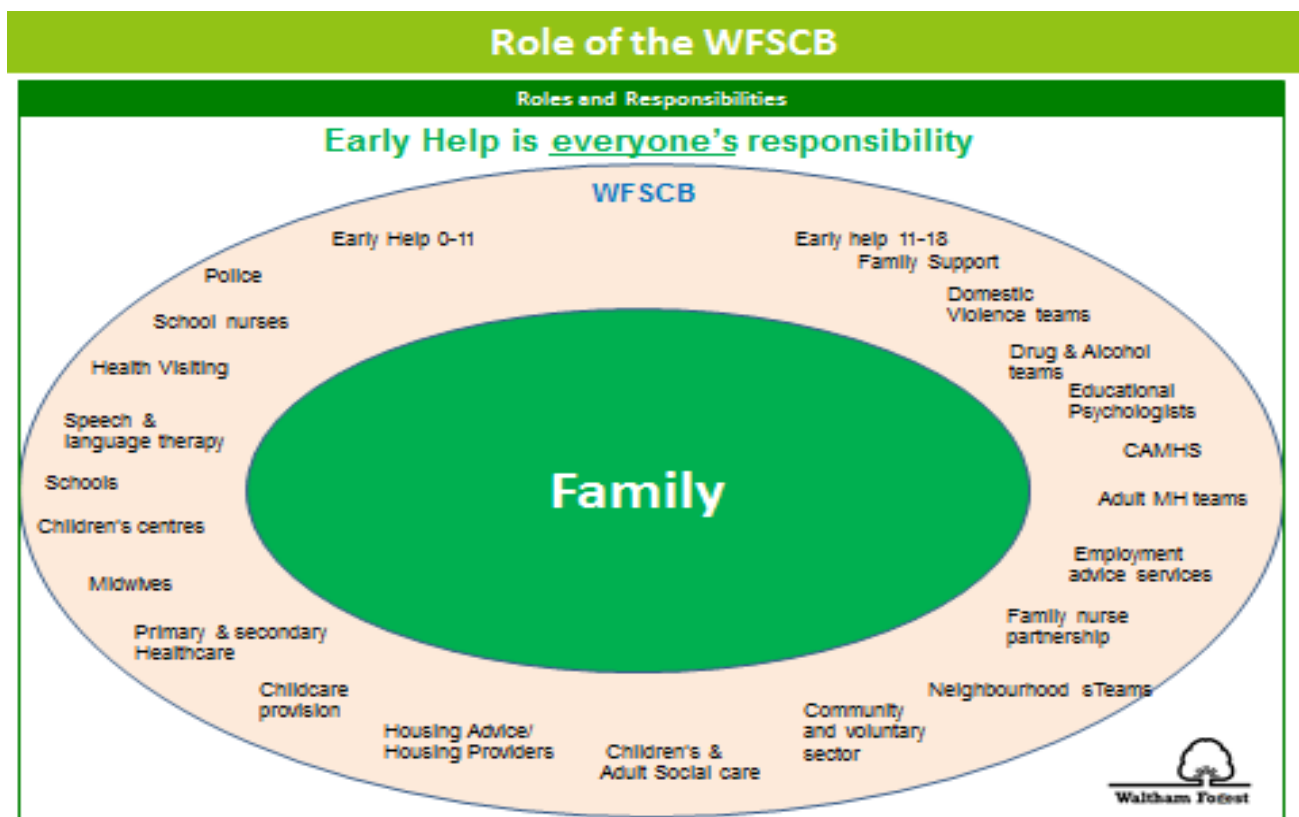 Role of the WFSCB
Roles and Responsibilities
Early Help is everyone's responsibility
WFSCB
Early Help 0-11
Early help 11-18
Family Support
Police
Domestic
Violence teams
School nurses
Drug & Alcohol
teams
Health Visiting
Educational
Psychologists
Speech &
language therapy
CAMHS
Schools
Family
Adult MH teams
Children's centres
Employment
advice services
Midwives
Family nurse
partnership
Primary & secondary
Healthcare
Neighbourhood sTeams
Childcare
provision
Community
and voluntary
sector
Housing Advice/
Housing Providers
Children's &
Adult Social care
Waltham Forest